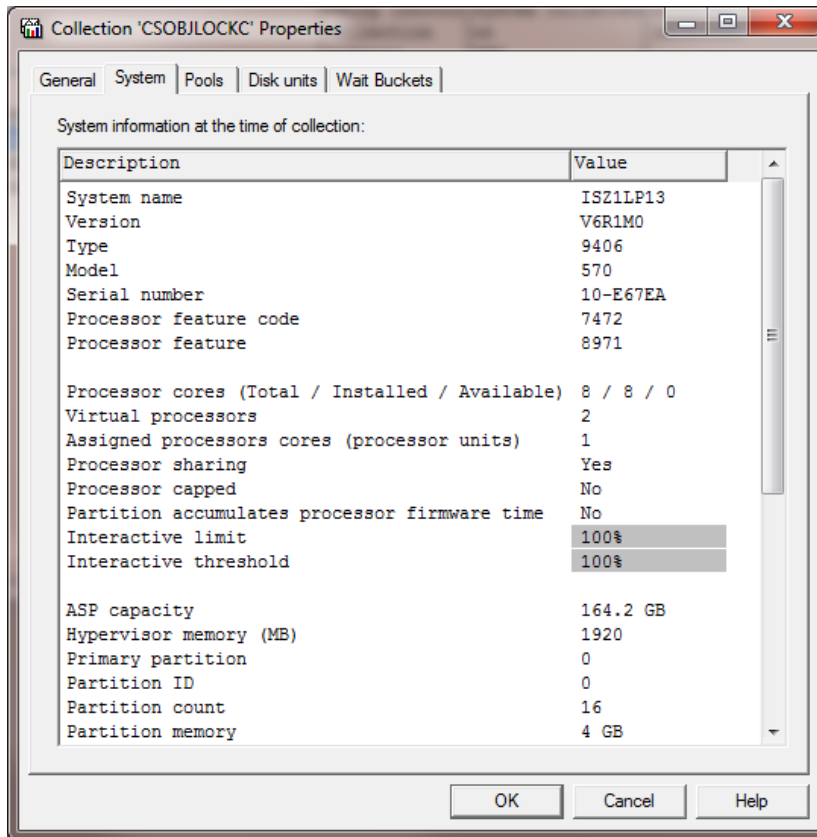 Collection 'CSOBJLOCKC' Properties
General System Pools Disk units Wait Buckets
System information at the time of collection:
Description Value
System name ISZ1LP13
Version V6R1M0
Type 9406
Model 570
Serial number 10-E67EA
Processor feature code 7472
Processor feature 8971
Processor cores (Total / Installed / Available) 8 / 8 / 0
Virtual processors 2
Assigned processors cores (processor units) 1
Processor sharing Yes
Processor capped No
Partition accumulates processor firmware time No
Interactive limit 100%
Interactive threshold 100%
ASP capacity 164.2 GB
Hypervisor memory (MB) 1920
Primary partition 0
Partition ID 0
Partition count 16
Partition memory 4 GB
OK Cancel Help